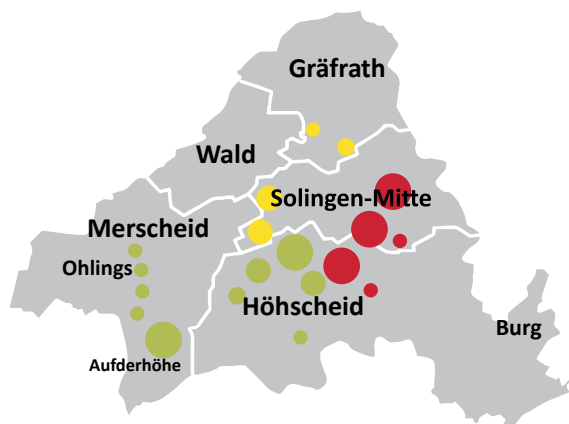 Gräfrath
Wald
Solingen-Mitte
Merscheid
Ohlings
Höhscheid
Burg
Aufderhöhe